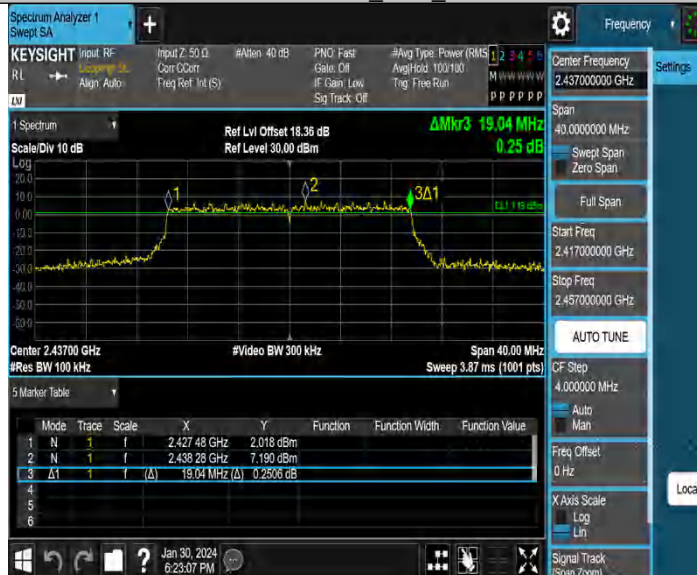 Spectrum Analyzer 1
Swept SA
+
Frequency
KEYSIGHT
RL
Input: RF
Align: Auto
Input Z: 50 Ω
Corr CCorr
Freq Ref: Int (S)
#Atten: 40 dB
PNO: Fast
Gate: Off
IF Gain: Low
Sig Track: Off
#Avg Type: Power (RMS)
Avg|Hold: 100/100
Trig: Free Run
1 2 3 4 5 6
M W W W W W
P P P P P P
1 Spectrum
Scale/Div 10 dB
Ref Lvl Offset 18.36 dB
Ref Level 30.00 dBm
ΔMkr3 19.04 MHz
0.25 dB
Log
20.0
10.0
0.00
-10.0
-20.0
-30.0
1
2
3Δ1
Center 2.43700 GHz
#Res BW 100 kHz
#Video BW 300 kHz
Span 40.00 MHz
Sweep 3.87 ms (1001 pts)
5 Marker Table
Mode Trace Scale X Y Function Function Width Function Value
1 N 1 f 2.427 48 GHz 2.018 dBm
2 N 1 f 2.438 28 GHz 7.190 dBm
3 Δ1 1 f (Δ) 19.04 MHz (Δ) 0.2506 dB
4
5
6
?
Jan 30, 2024
6:23:07 PM
Center Frequency
2.437000000 GHz
Settings
Span
40.0000000 MHz
Swept Span
Zero Span
Full Span
Start Freq
2.417000000 GHz
Stop Freq
2.457000000 GHz
AUTO TUNE
CF Step
4.000000 MHz
Auto
Man
Freq Offset
0 Hz
X Axis Scale
Log
Lin
Loca
Signal Track
(Span Zoom)